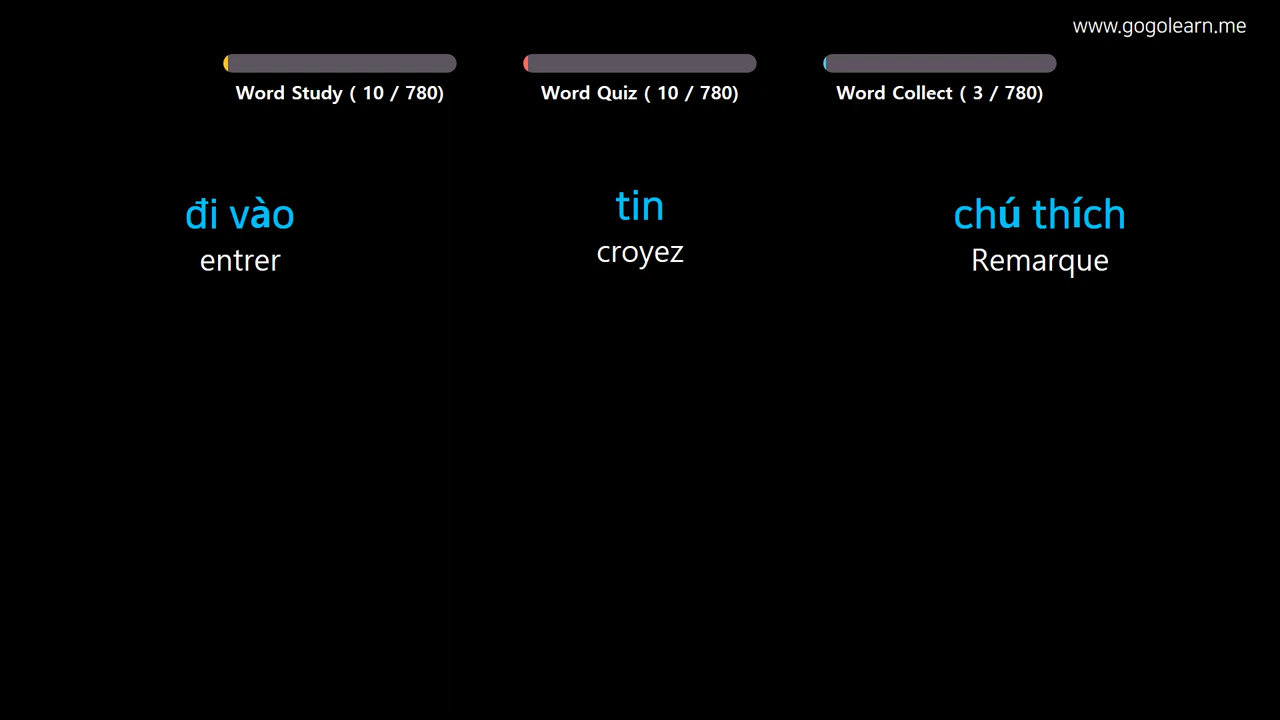 www.gogolearn.me
Word Study ( 10 / 780)
Word Quiz ( 10 / 780)
Word Collect ( 3 / 780)
đi vào
entrer
tin
croyez
chú thích
Remarque